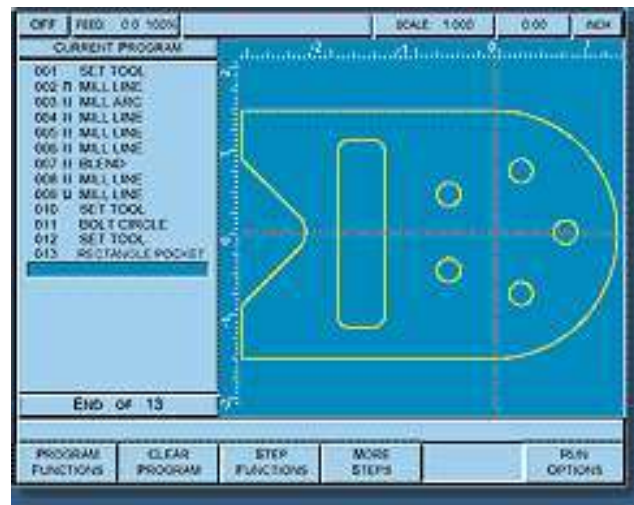 OFF FEED: 0.0 100% SCALE: 1.000 0.00 INCH
CURRENT PROGRAM
001 SET TOOL
002 MILL LINE
003 MILL ARC
004 MILL LINE
005 MILL LINE
006 MILL LINE
007 BLEND
008 MILL LINE
009 MILL LINE
010 SET TOOL
011 BOLT CIRCLE
012 SET TOOL
013 RECTANGLE POCKET
END OF 13
PROGRAM FUNCTIONS
CLEAR PROGRAM
STEP FUNCTIONS
MORE STEPS
RUN OPTIONS